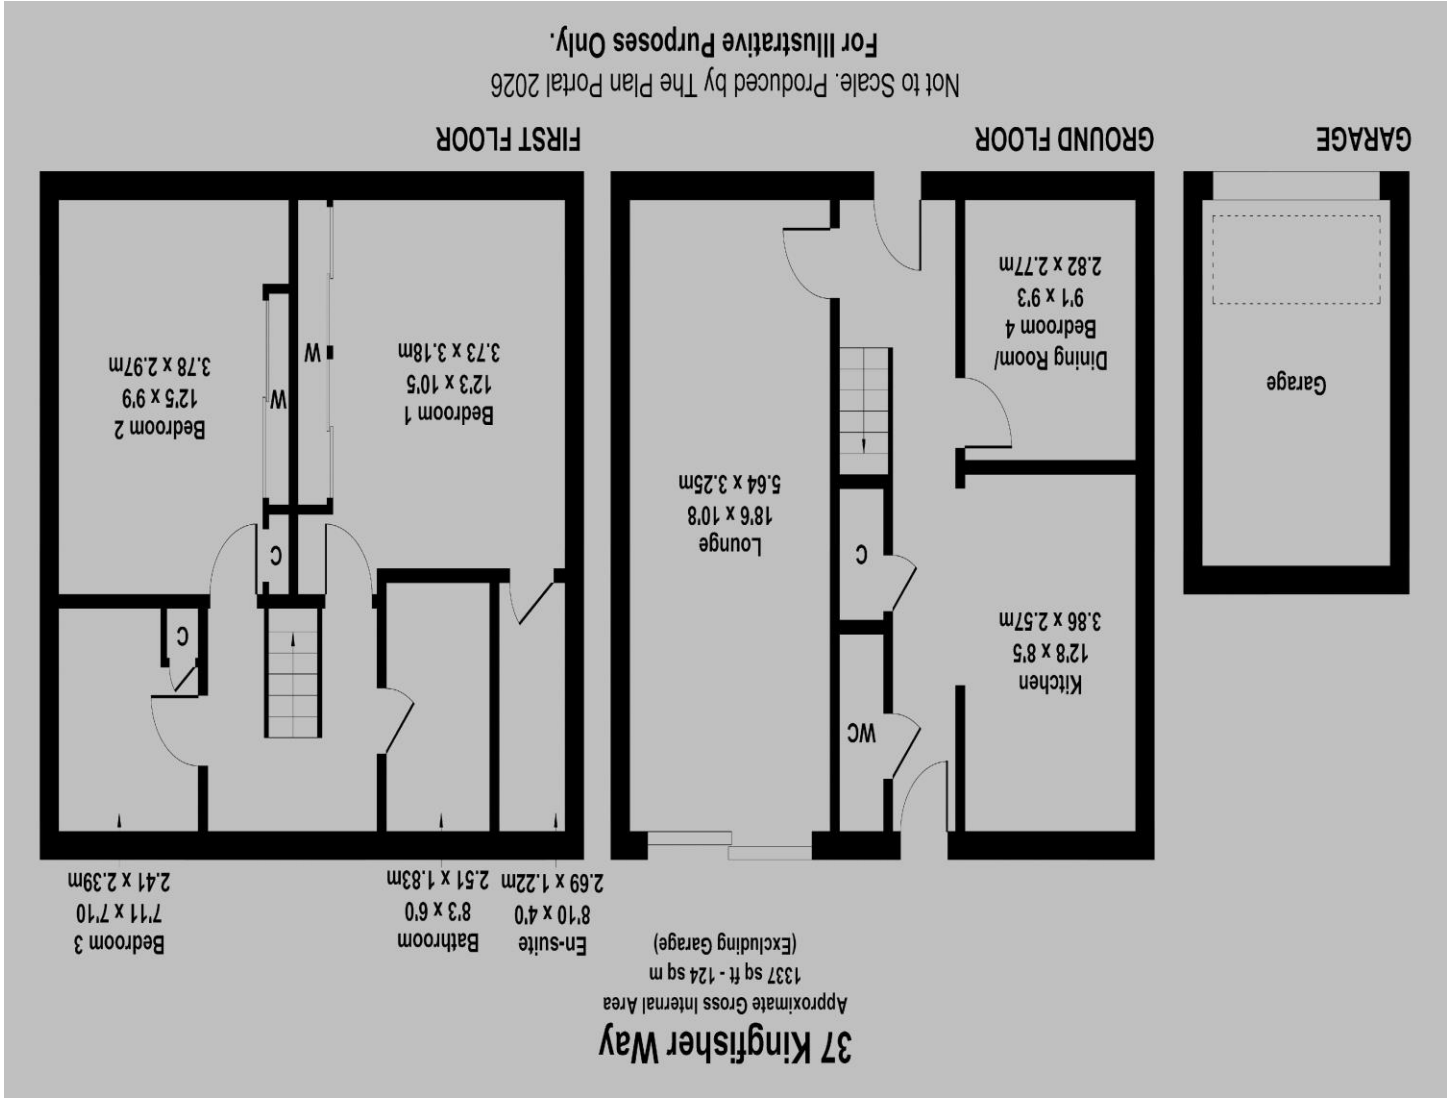 37 Kingfisher Way
Approximate Gross Internal Area
1337 sq ft - 124 sq m
(Excluding Garage)
Garage
GARAGE
Kitchen
12'8 x 8'5
3.86 x 2.57m
WC
C
Lounge
18'6 x 10'8
5.64 x 3.25m
Dining Room/
Bedroom 4
9'1 x 9'3
2.82 x 2.77m
GROUND FLOOR
En-suite
8'10 x 4'0
2.69 x 1.22m
Bathroom
8'3 x 6'0
2.51 x 1.83m
Bedroom 3
7'11 x 7'10
2.41 x 2.39m
C
C
Bedroom 1
12'3 x 10'5
3.73 x 3.18m
W
W
Bedroom 2
12'5 x 9'9
3.78 x 2.97m
FIRST FLOOR
Not to Scale. Produced by The Plan Portal 2026
For Illustrative Purposes Only.